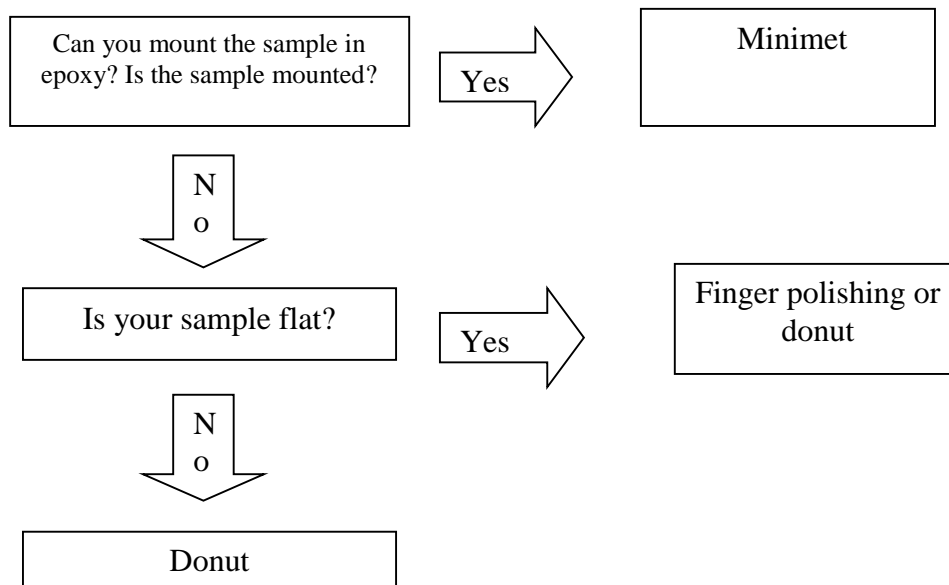 Can you mount the sample in
epoxy? Is the sample mounted?
Yes
Minimet
N
o
Is your sample flat?
Yes
Finger polishing or
donut
N
o
Donut